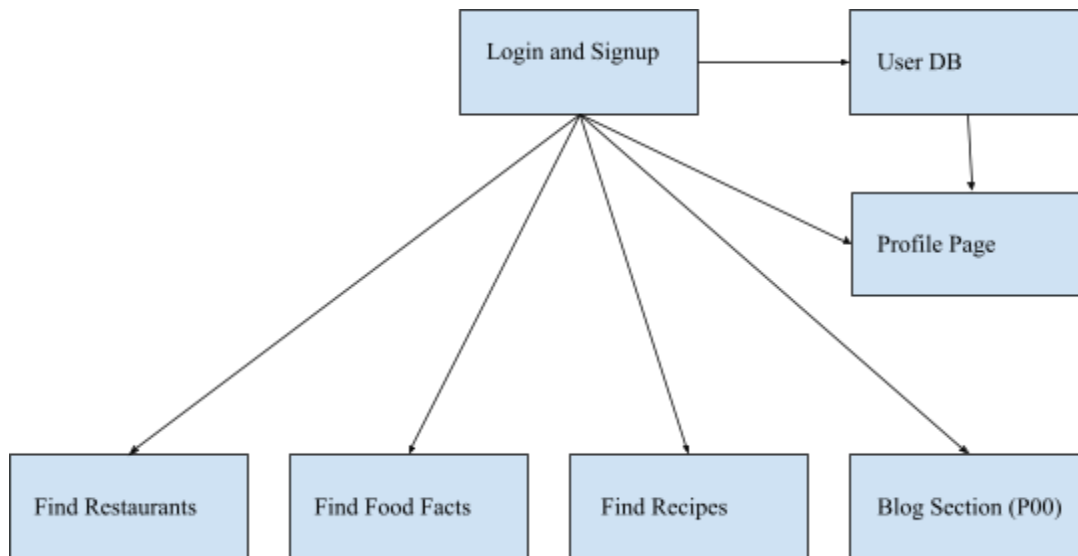 Login and Signup
User DB
Profile Page
Find Restaurants
Find Food Facts
Find Recipes
Blog Section (P00)